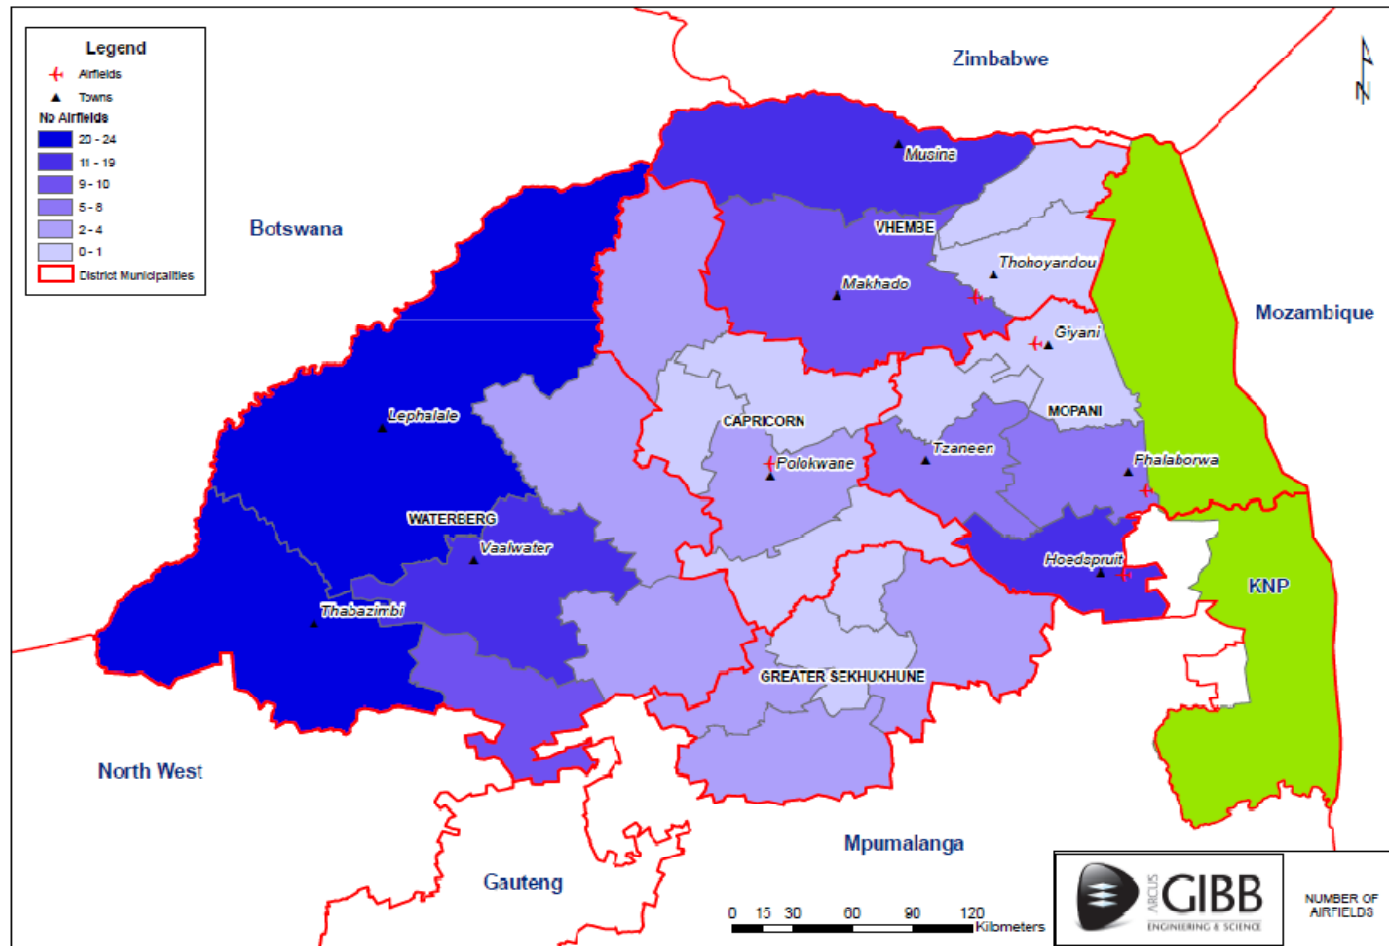 Legend
Airfields
Towns
No Airfields
20 - 24
11 - 19
9 - 10
5 - 8
2 - 4
0 - 1
District Municipalities
Zimbabwe
N
Musina
Botswana
VHEMBE
Thohoyandou
Makhado
Mozambique
Giyani
Lephalale
CAPRICORN
MOPANI
Polokwane
Tzaneen
Phalaborwa
WATERBERG
Vaalwater
Hoedspruit
KNP
Thabazimbi
GREATER SEKHUKHUNE
North West
Mpumalanga
Gauteng
0 15 30 60 90 120
Kilometers
ARCUS
GIBB
ENGINEERING & SCIENCE
NUMBER OF
AIRFIELDS